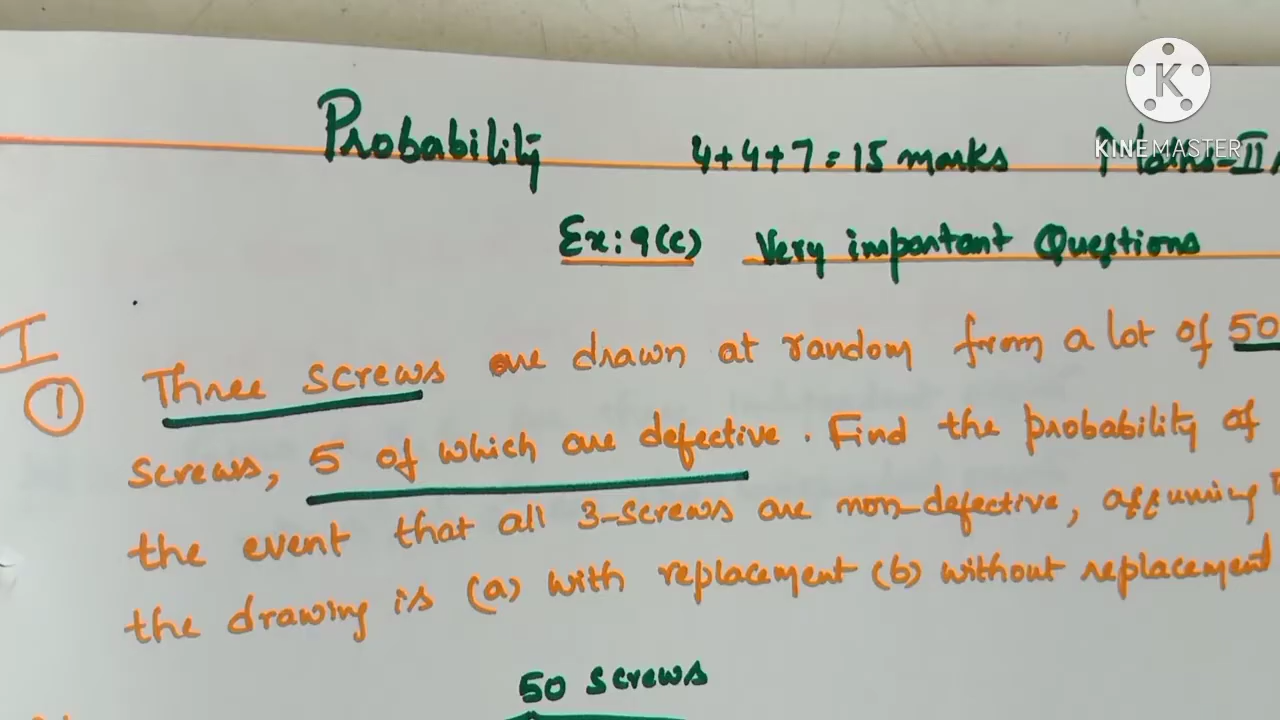 Probability 4+4+7=15 marks Maths-II
KINEMASTER
Ex: 9(c) Very important Questions
I
① Three screws are drawn at random from a lot of 50
screws, 5 of which are defective. Find the probability of
the event that all 3-screws are non-defective, assuming
the drawing is (a) with replacement (b) without replacement
50 screws